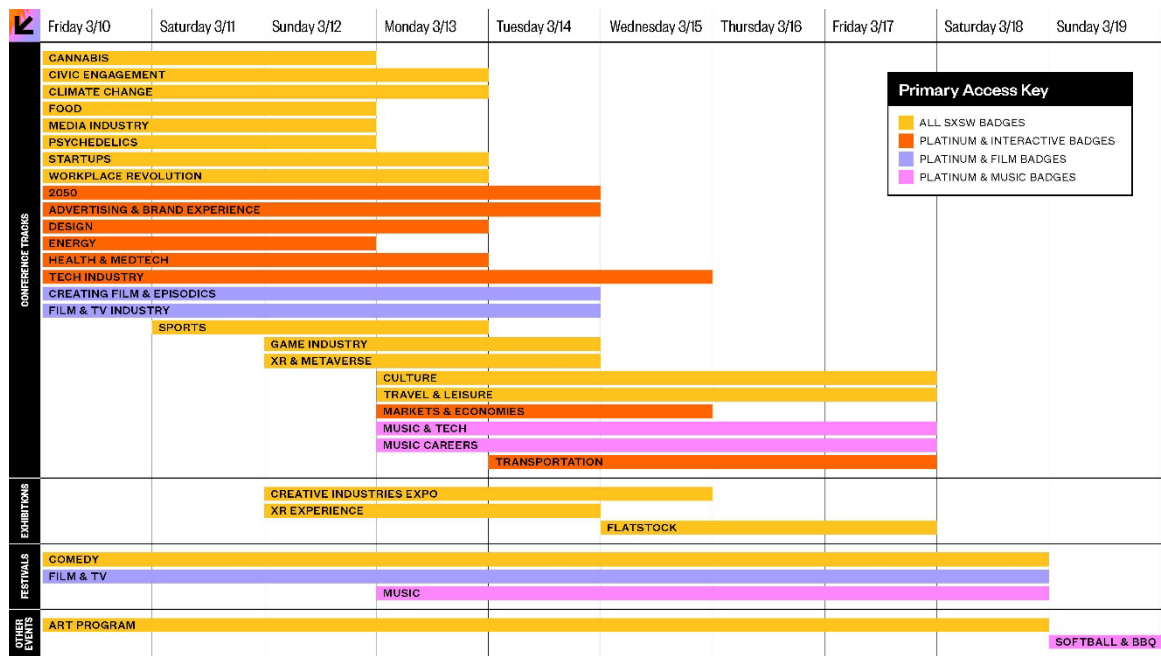 Friday 3/10
Saturday 3/11
Sunday 3/12
Monday 3/13
Tuesday 3/14
Wednesday 3/15
Thursday 3/16
Friday 3/17
Saturday 3/18
Sunday 3/19
Primary Access Key
ALL SXSW BADGES
PLATINUM & INTERACTIVE BADGES
PLATINUM & FILM BADGES
PLATINUM & MUSIC BADGES
CONFERENCE TRACKS
CANNABIS
CIVIC ENGAGEMENT
CLIMATE CHANGE
FOOD
MEDIA INDUSTRY
PSYCHEDELICS
STARTUPS
WORKPLACE REVOLUTION
2050
ADVERTISING & BRAND EXPERIENCE
DESIGN
ENERGY
HEALTH & MEDTECH
TECH INDUSTRY
CREATING FILM & EPISODICS
FILM & TV INDUSTRY
SPORTS
GAME INDUSTRY
XR & METAVERSE
CULTURE
TRAVEL & LEISURE
MARKETS & ECONOMIES
MUSIC & TECH
MUSIC CAREERS
TRANSPORTATION
EXHIBITIONS
CREATIVE INDUSTRIES EXPO
XR EXPERIENCE
FLATSTOCK
FESTIVALS
COMEDY
FILM & TV
MUSIC
OTHER
EVENTS
ART PROGRAM
SOFTBALL & BBQ